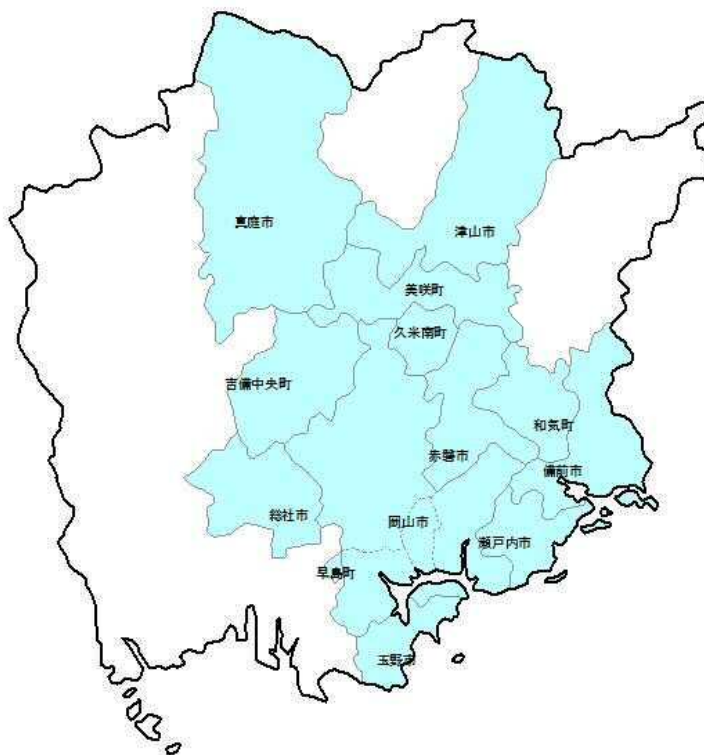 真庭市
津山市
美咲町
久米南町
吉備中央町
和気町
赤磐市
備前市
総社市
岡山市
瀬戸内市
早島町
玉野市